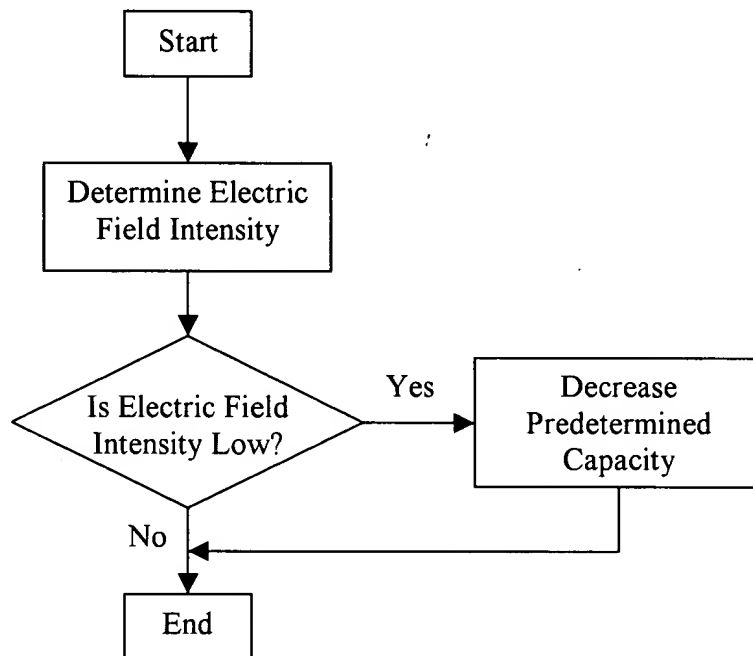 Start
Determine Electric
Field Intensity
Is Electric Field
Intensity Low?
Yes
Decrease
Predetermined
Capacity
No
End